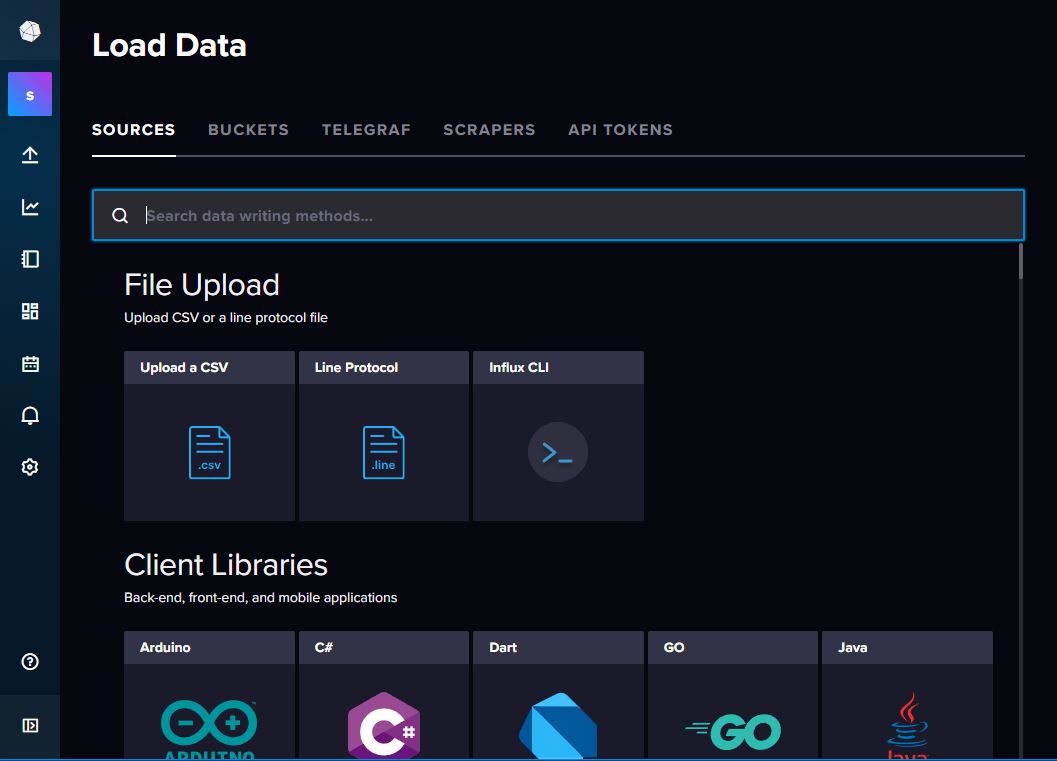 Load Data
S
SOURCES BUCKETS TELEGRAF SCRAPERS API TOKENS
Search data writing methods...
File Upload
Upload CSV or a line protocol file
Upload a CSV Line Protocol Influx CLI
.csv .line
Client Libraries
Back-end, front-end, and mobile applications
Arduino C# Dart GO Java
C# GO
ARDUINO Java